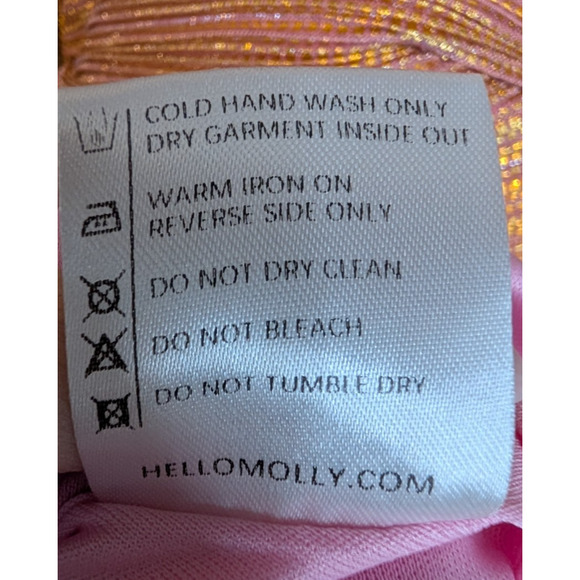 COLD HAND WASH ONLY
DRY GARMENT INSIDE OUT
WARM IRON ON
REVERSE SIDE ONLY
DO NOT DRY CLEAN
DO NOT BLEACH
DO NOT TUMBLE DRY
HELLOMOLLY.COM